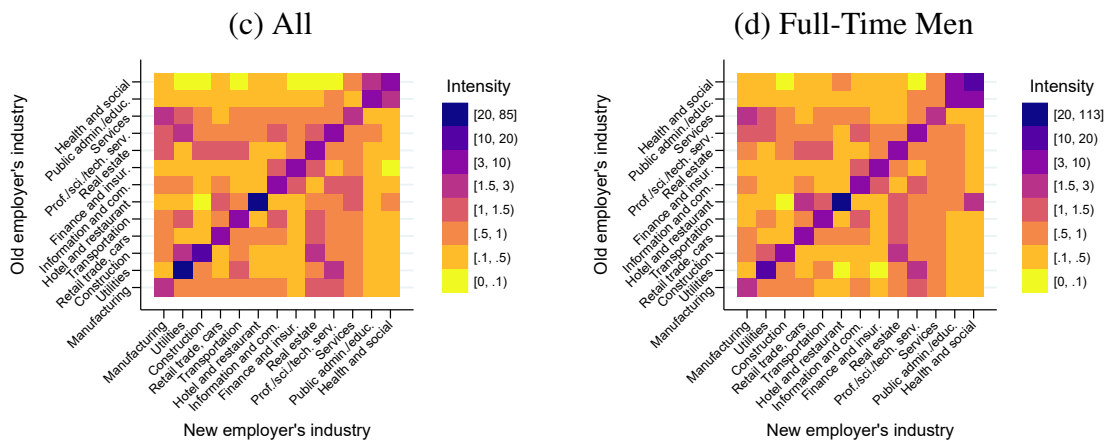 (c) All
(d) Full-Time Men
Old employer's industry
Health and social
Public admin./educ.
Services
Prof./sci./tech. serv.
Real estate
Finance and insur.
Information and com.
Hotel and restaurant
Transportation
Retail trade, cars
Construction
Utilities
Manufacturing
Manufacturing
Utilities
Construction
Retail trade, cars
Transportation
Hotel and restaurant
Information and com.
Finance and insur.
Real estate
Prof./sci./tech. serv.
Services
Public admin./educ.
Health and social
New employer's industry
Intensity
[20, 85]
[10, 20)
[3, 10)
[1.5, 3)
[1, 1.5)
[.5, 1)
[.1, .5)
[0, .1)
Old employer's industry
Health and social
Public admin./educ.
Services
Prof./sci./tech. serv.
Real estate
Finance and insur.
Information and com.
Hotel and restaurant
Transportation
Retail trade, cars
Construction
Utilities
Manufacturing
Manufacturing
Utilities
Construction
Retail trade, cars
Transportation
Hotel and restaurant
Information and com.
Finance and insur.
Real estate
Prof./sci./tech. serv.
Services
Public admin./educ.
Health and social
New employer's industry
Intensity
[20, 113]
[10, 20)
[3, 10)
[1.5, 3)
[1, 1.5)
[.5, 1)
[.1, .5)
[0, .1)